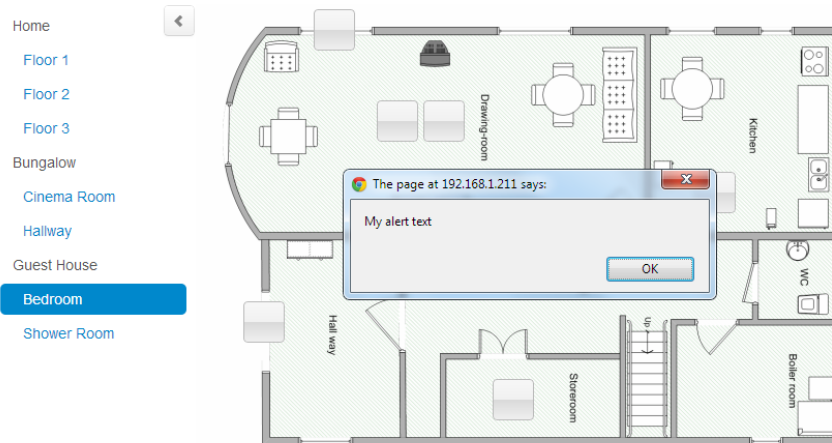 Home
Floor 1
Floor 2
Floor 3
Bungalow
Cinema Room
Hallway
Guest House
Bedroom
Shower Room
Drawing-room
Kitchen
The page at 192.168.1.211 says:
My alert text
OK
WC
Hall way
Up
Storeroom
Boiler room